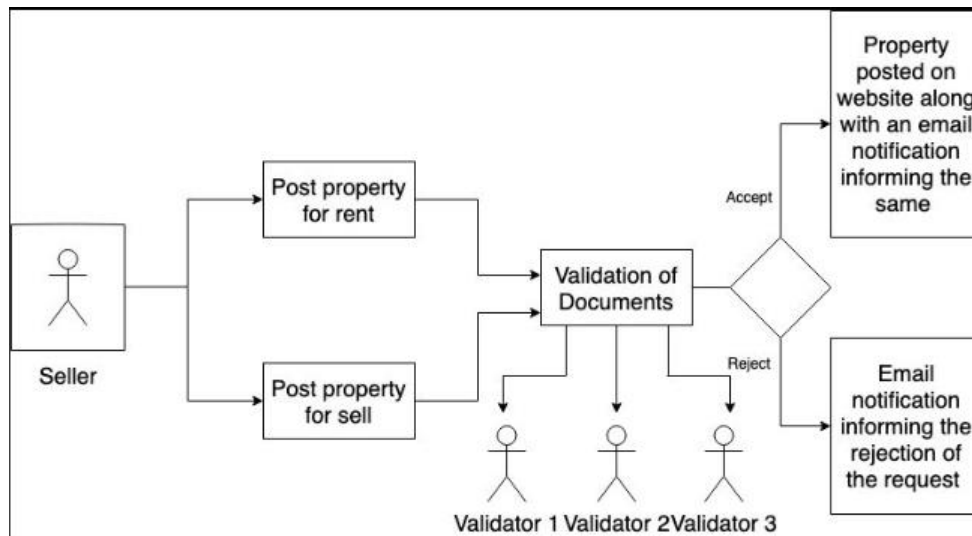 Seller
Post property
for rent
Post property
for sell
Validation of
Documents
Validator 1
Validator 2
Validator 3
Accept
Reject
Property
posted on
website along
with an email
notification
informing the
same
Email
notification
informing the
rejection of
the request